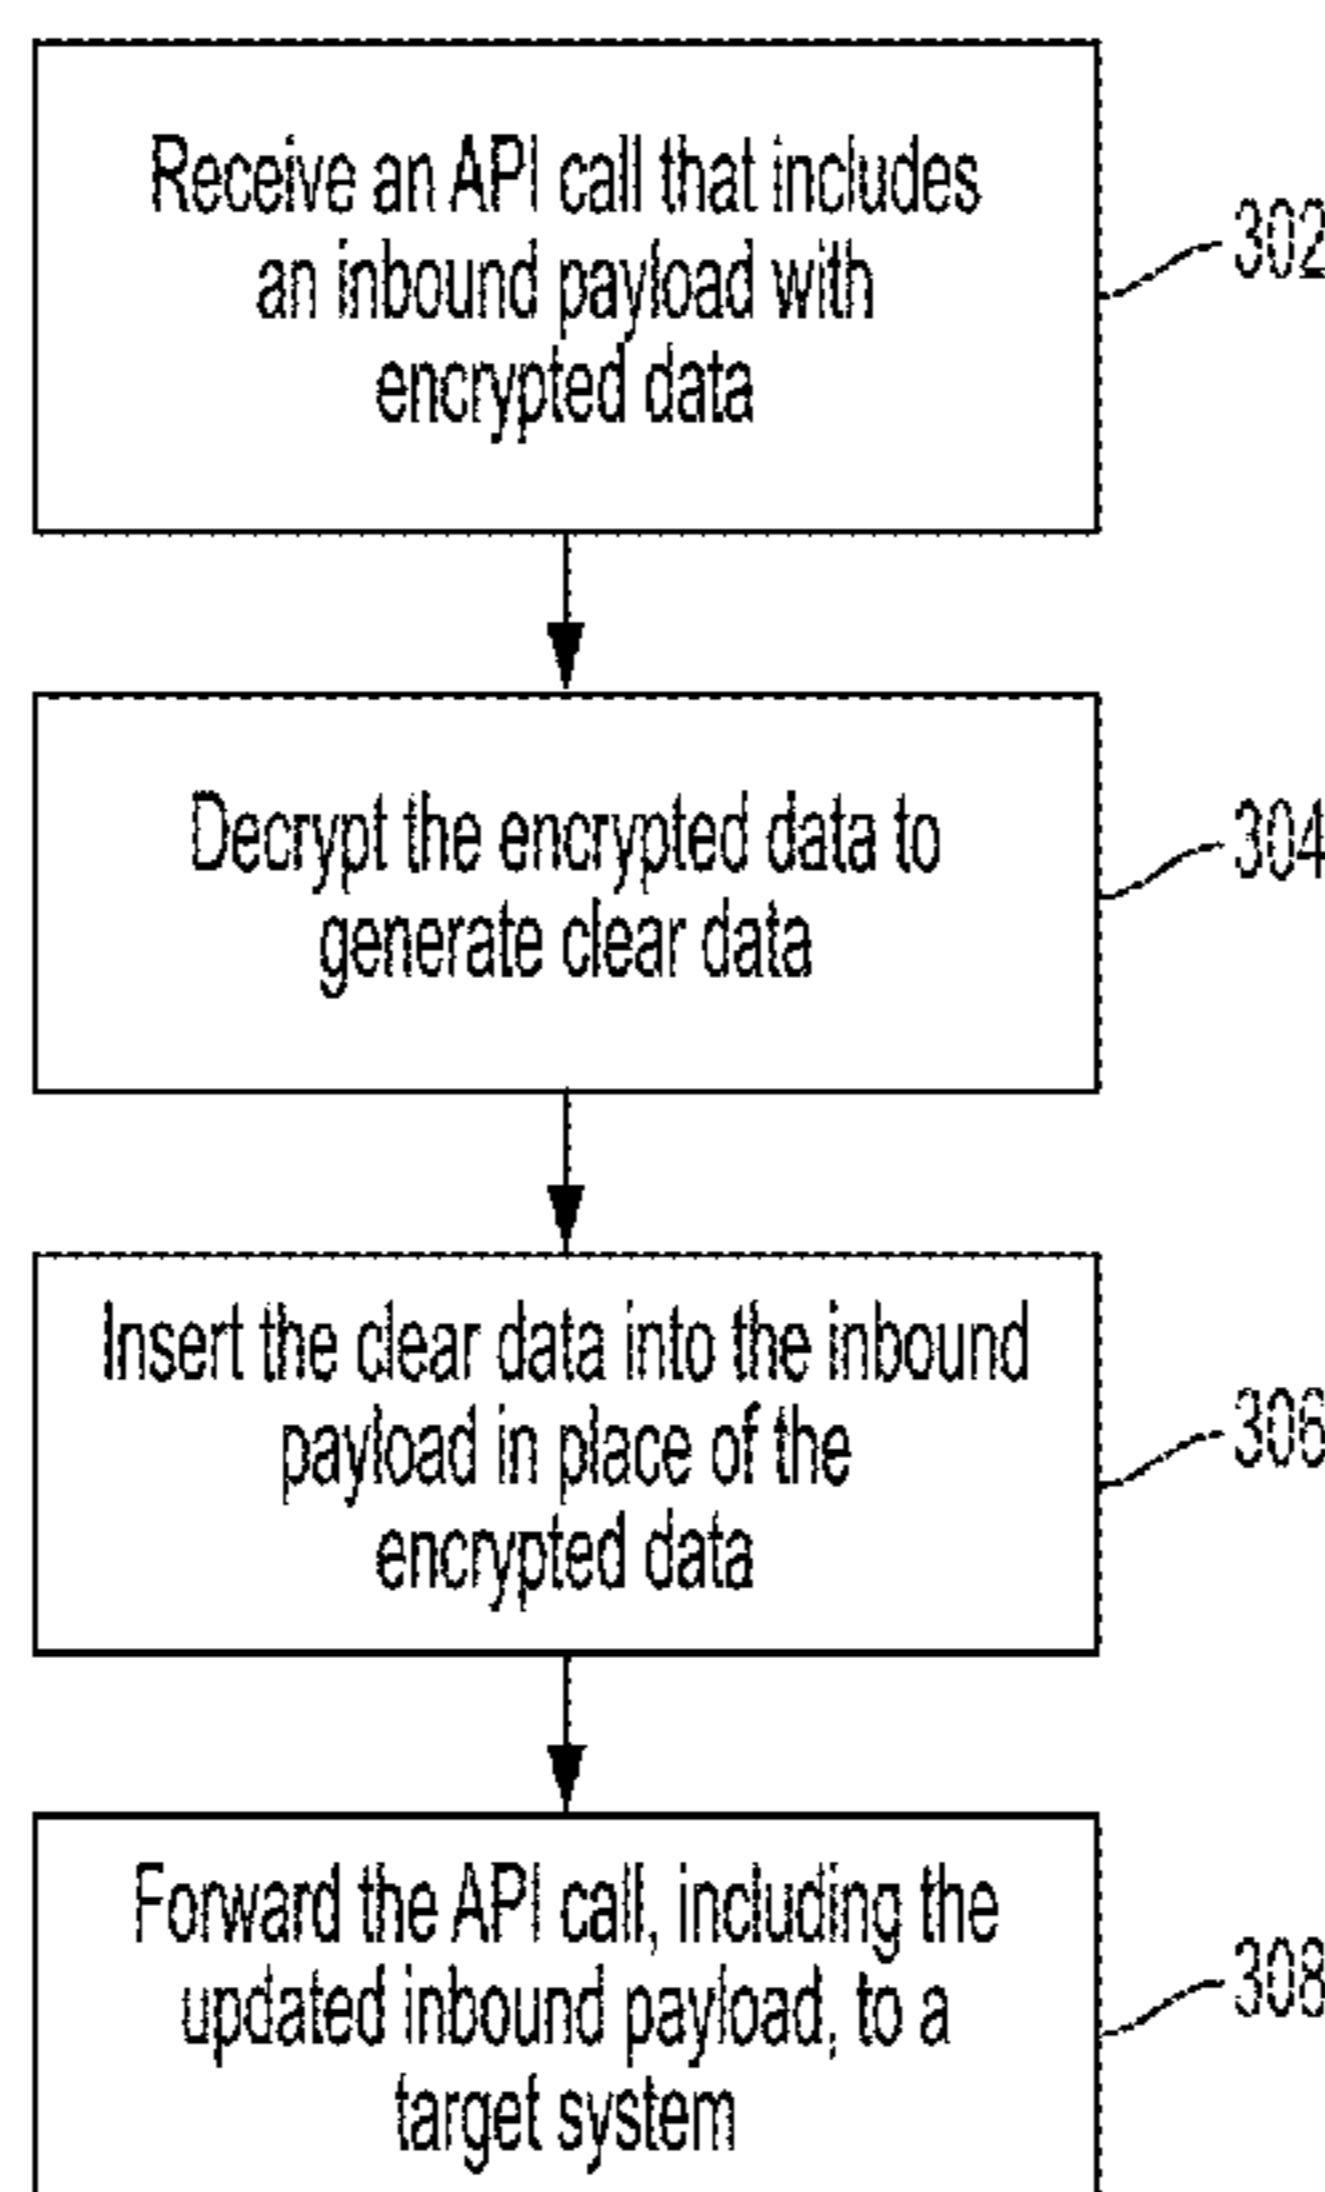 Receive an API call that includes
an inbound payload with
encrypted data
302
Decrypt the encrypted data to
generate clear data
304
Insert the clear data into the inbound
payload in place of the
encrypted data
306
Forward the API call, including the
updated inbound payload, to a
target system
308